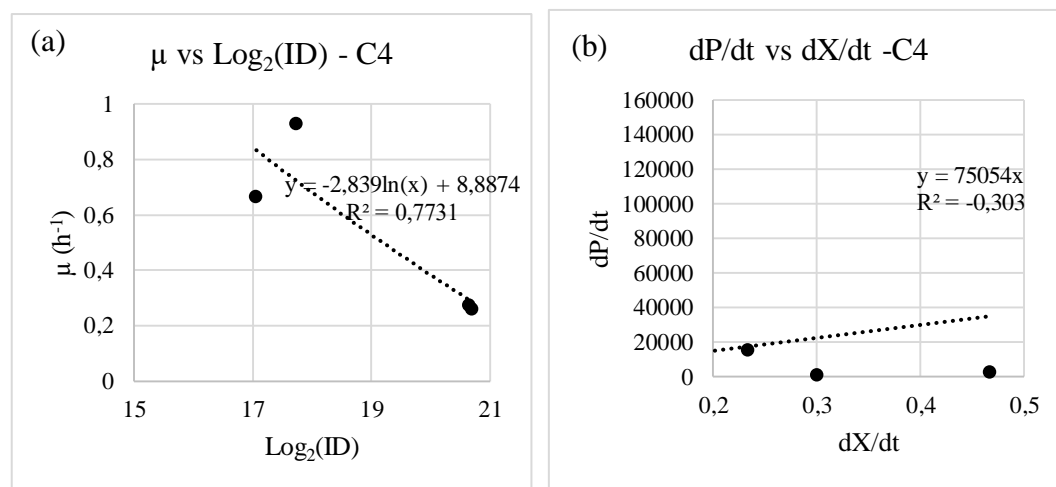 (a)
μ vs Log₂(ID) - C4
μ (h⁻¹)
1
0,8
0,6
0,4
0,2
0
y = -2,839ln(x) + 8,8874
R² = 0,7731
15
17
19
21
Log₂(ID)
(b)
dP/dt vs dX/dt -C4
dP/dt
160000
140000
120000
100000
80000
60000
40000
20000
0
y = 75054x
R² = -0,303
0,2
0,3
0,4
0,5
dX/dt